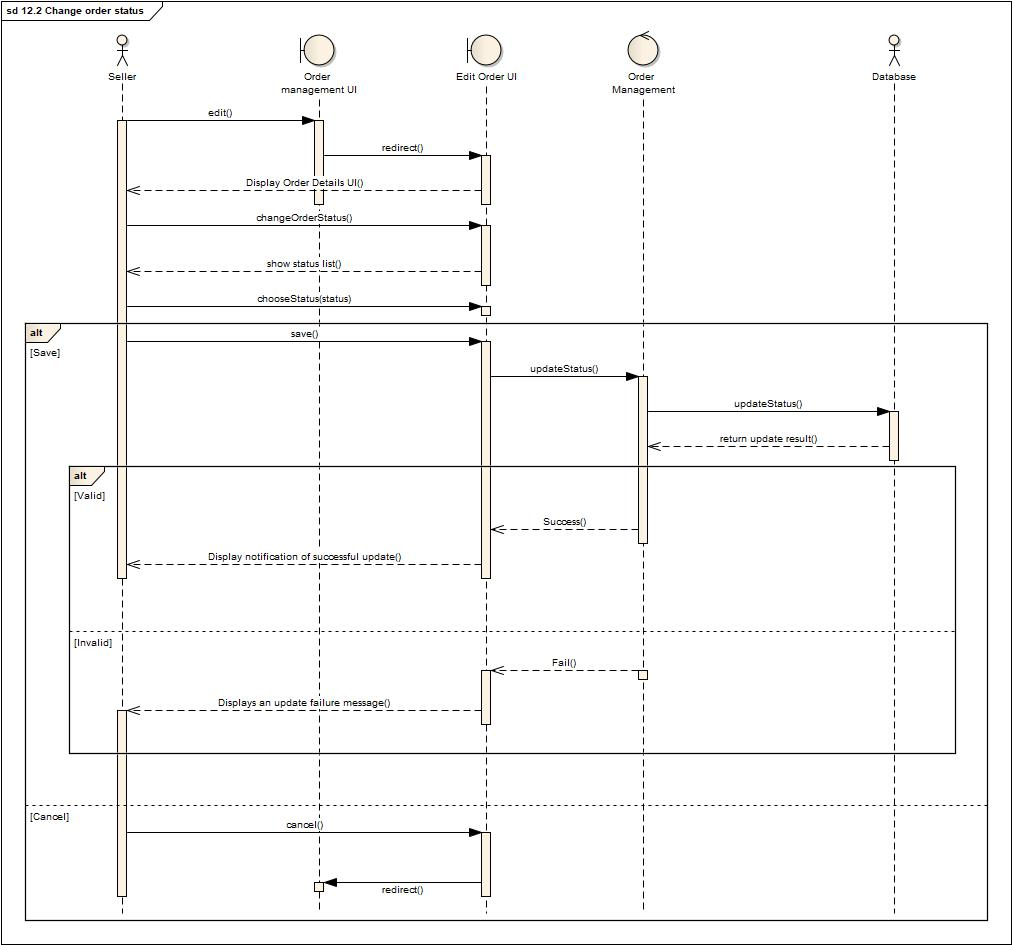 sd 12.2 Change order status
Seller
Order
management UI
Edit Order UI
Order
Management
Database
edit()
redirect()
Display Order Details UI()
changeOrderStatus()
show status list()
chooseStatus(status)
alt
[Save]
save()
updateStatus()
updateStatus()
return update result()
alt
[Valid]
Success()
Display notification of successful update()
[Invalid]
Fail()
Displays an update failure message()
[Cancel]
cancel()
redirect()